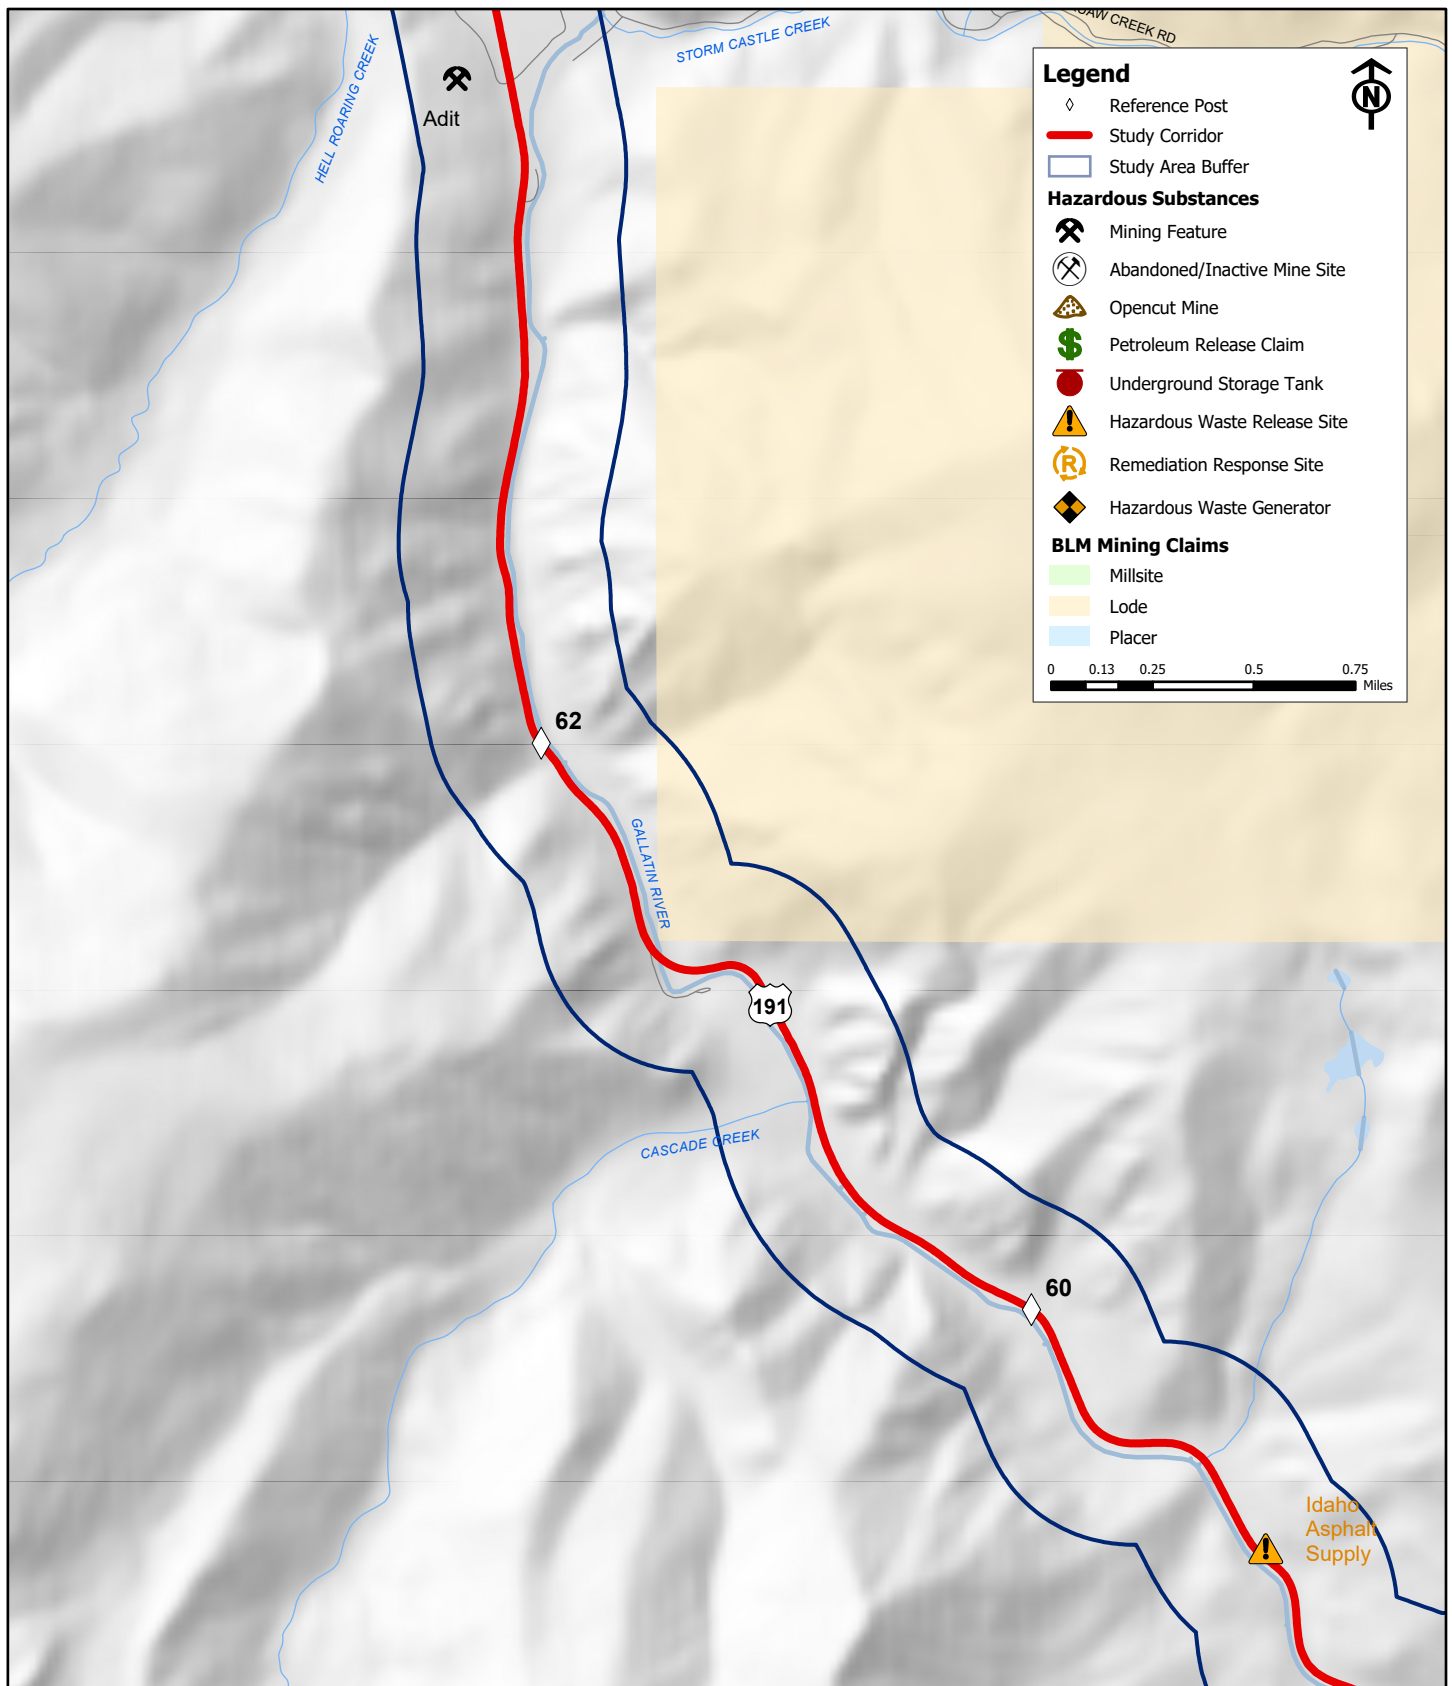 STORM CASTLE CREEK
CREEK RD
HELL ROARING CREEK
Adit
Legend
N
Reference Post
Study Corridor
Study Area Buffer
Hazardous Substances
Mining Feature
Abandoned/Inactive Mine Site
Opencut Mine
$ Petroleum Release Claim
Underground Storage Tank
! Hazardous Waste Release Site
R Remediation Response Site
Hazardous Waste Generator
BLM Mining Claims
Millsite
Lode
Placer
0 0.13 0.25 0.5 0.75
Miles
62
GALLATIN RIVER
191
CASCADE CREEK
60
Idaho
Asphalt
Supply
!